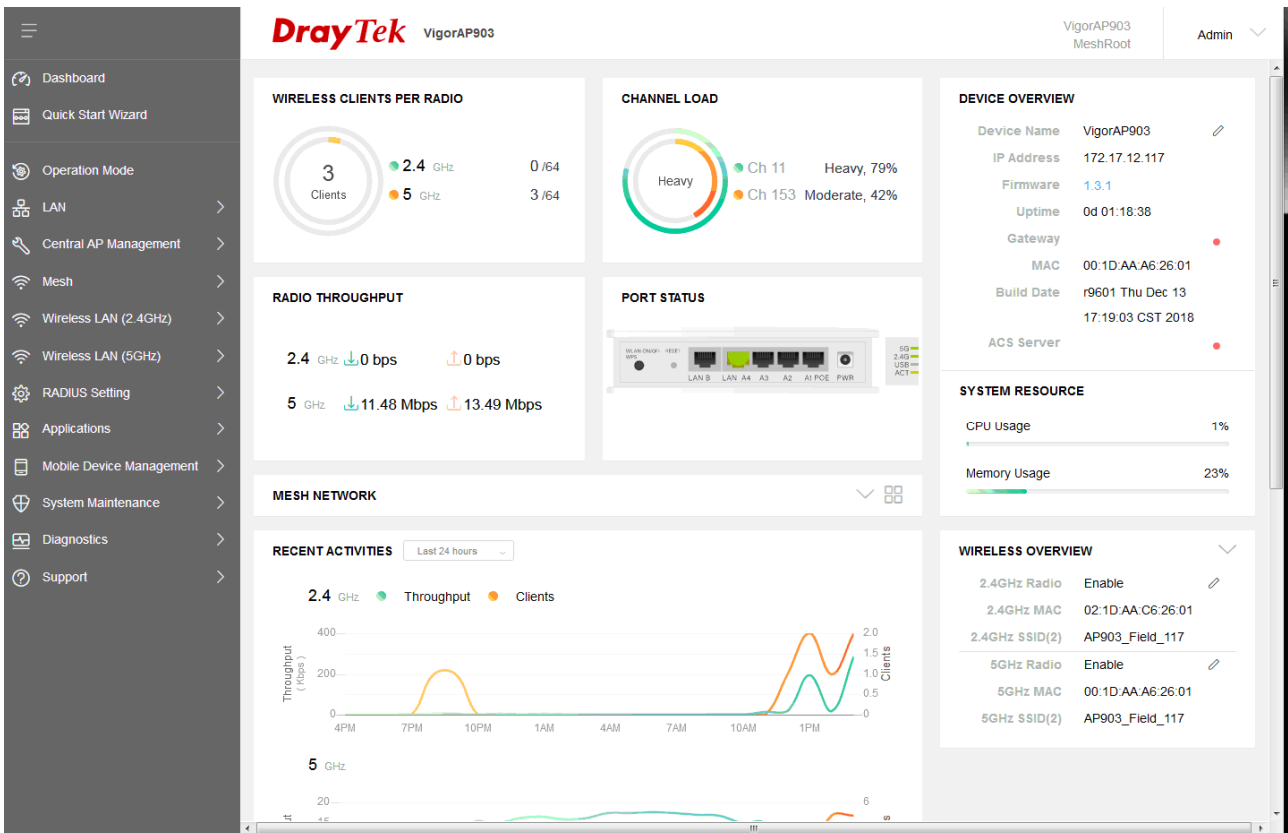 DrayTek VigorAP903
VigorAP903
MeshRoot
Admin
Dashboard
Quick Start Wizard
Operation Mode
LAN
Central AP Management
Mesh
Wireless LAN (2.4GHz)
Wireless LAN (5GHz)
RADIUS Setting
Applications
Mobile Device Management
System Maintenance
Diagnostics
Support
WIRELESS CLIENTS PER RADIO
3
Clients
2.4 GHz 0 /64
5 GHz 3 /64
CHANNEL LOAD
Heavy
Ch 11 Heavy, 79%
Ch 153 Moderate, 42%
RADIO THROUGHPUT
2.4 GHz 0 bps 0 bps
5 GHz 11.48 Mbps 13.49 Mbps
PORT STATUS
WLAN ON/OFF RESET
WPS
LAN B LAN A4 A3 A2 A1 POE PWR
5G
2.4G
USB
ACT
MESH NETWORK
RECENT ACTIVITIES Last 24 hours
2.4 GHz Throughput Clients
Throughput
( Kbps )
400
200
0
2.0
1.5
1.0
0.5
0
Clients
4PM 7PM 10PM 1AM 4AM 7AM 10AM 1PM
5 GHz
20
6
DEVICE OVERVIEW
Device Name VigorAP903
IP Address 172.17.12.117
Firmware 1.3.1
Uptime 0d 01:18:38
Gateway
MAC 00:1D:AA:A6:26:01
Build Date r9601 Thu Dec 13
17:19:03 CST 2018
ACS Server
SYSTEM RESOURCE
CPU Usage 1%
Memory Usage 23%
WIRELESS OVERVIEW
2.4GHz Radio Enable
2.4GHz MAC 02:1D:AA:C6:26:01
2.4GHz SSID(2) AP903_Field_117
5GHz Radio Enable
5GHz MAC 00:1D:AA:A6:26:01
5GHz SSID(2) AP903_Field_117